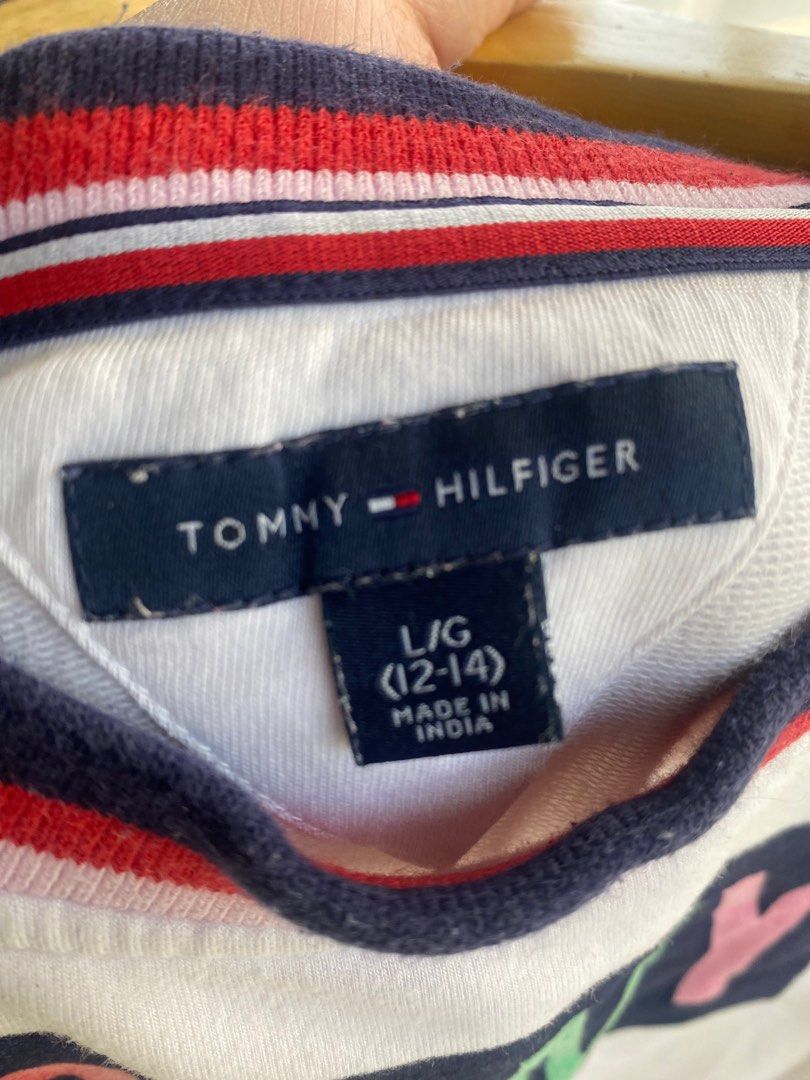 TOMMY HILFIGER
L/G
(12-14)
MADE IN
INDIA
Y